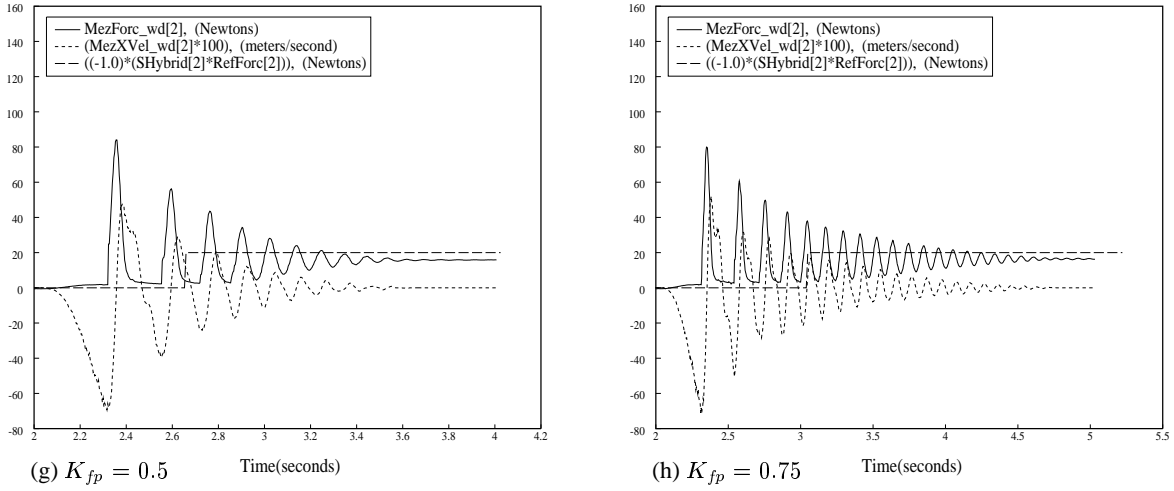 160
140
120
100
80
60
40
20
0
-20
-40
-60
-80
2 2.2 2.4 2.6 2.8 3 3.2 3.4 3.6 3.8 4 4.2
MezForc_wd[2], (Newtons)
(MezXVel_wd[2]*100), (meters/second)
((-1.0)*(SHybrid[2]*RefForc[2])), (Newtons)
(g) K_{fp} = 0.5
Time(seconds)
160
140
120
100
80
60
40
20
0
-20
-40
-60
-80
2 2.5 3 3.5 4 4.5 5 5.5
MezForc_wd[2], (Newtons)
(MezXVel_wd[2]*100), (meters/second)
((-1.0)*(SHybrid[2]*RefForc[2])), (Newtons)
(h) K_{fp} = 0.75
Time(seconds)